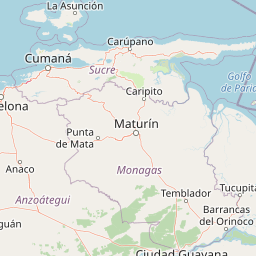 La Asunción
Carúpano
Cumaná
Sucre
Golfo
de Paria
Caripito
elona
Maturín
Punta
de Mata
Anaco
Monagas
Temblador
Tucupita
Anzoátegui
Barrancas
del Orinoco
guán
Ciudad Guayana